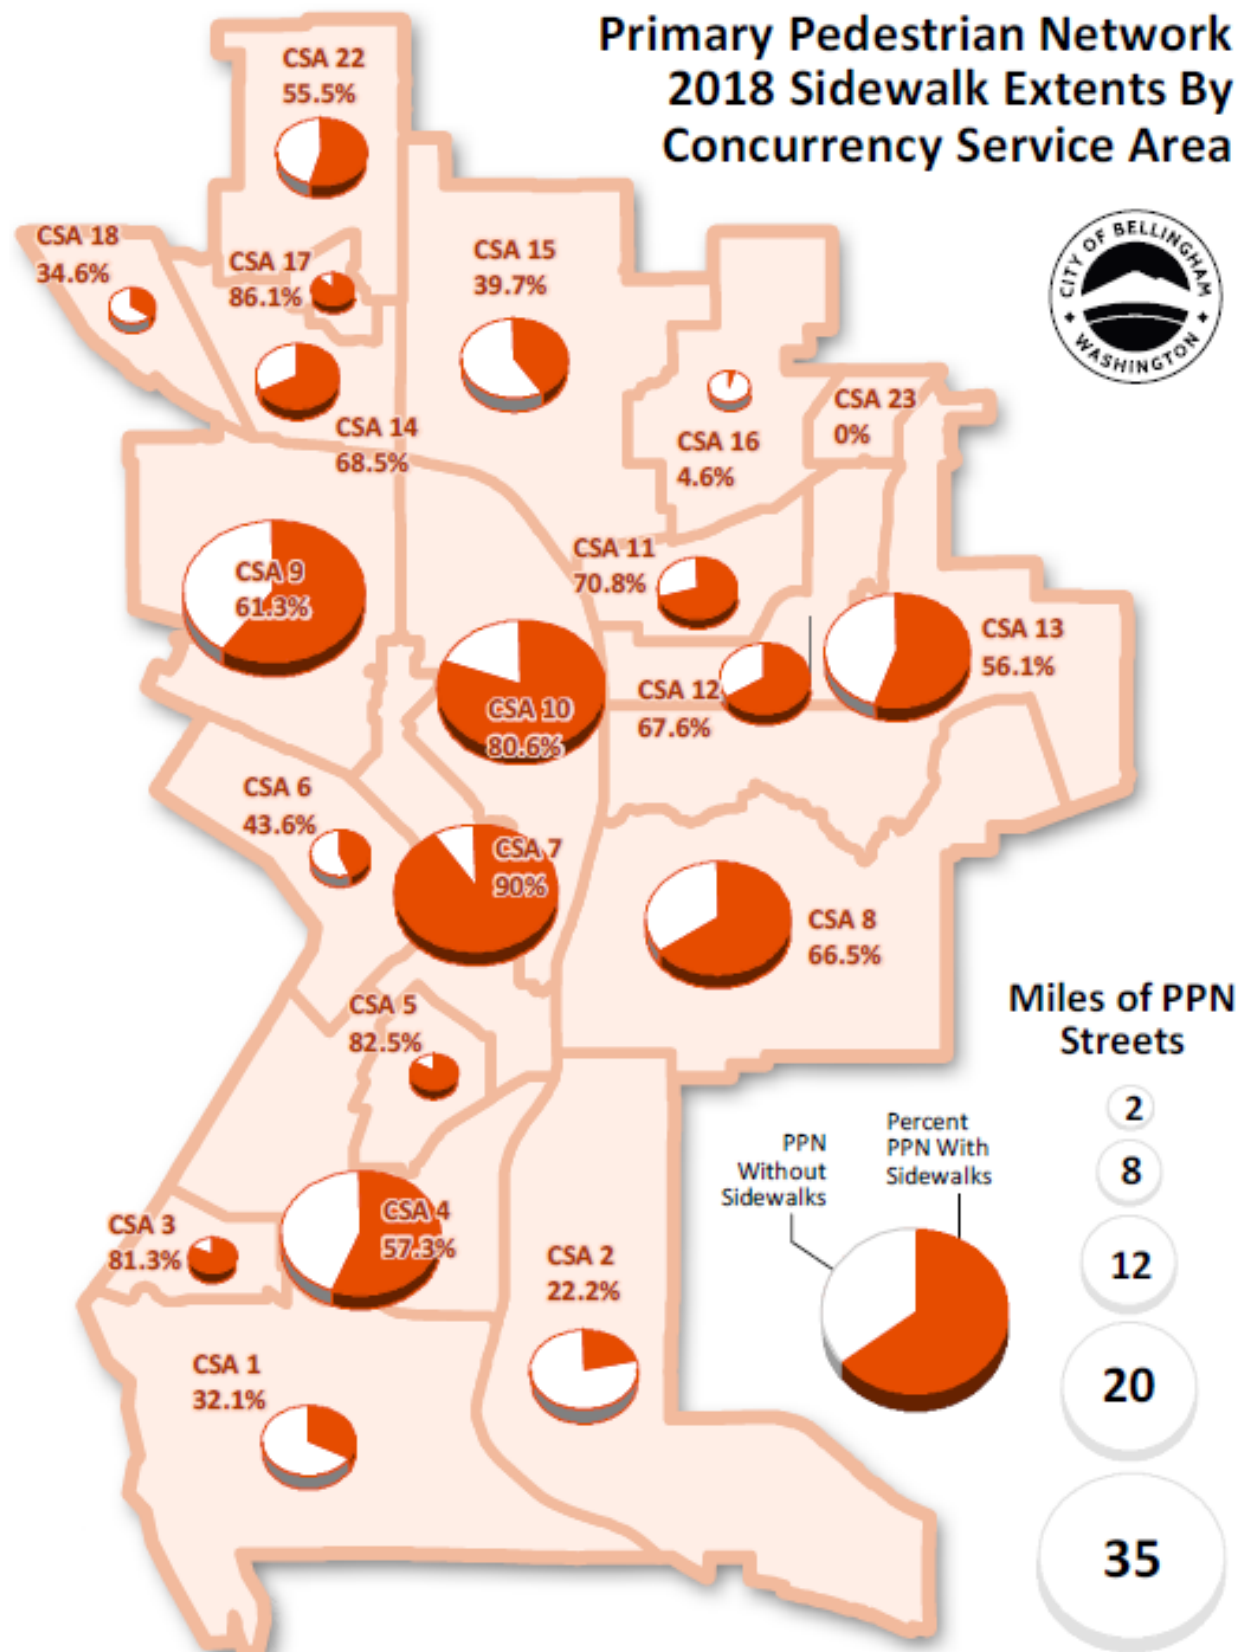 Primary Pedestrian Network
2018 Sidewalk Extents By
Concurrency Service Area
CITY OF BELLINGHAM
WASHINGTON
CSA 22
55.5%
CSA 18
34.6%
CSA 17
86.1%
CSA 15
39.7%
CSA 14
68.5%
CSA 16
4.6%
CSA 23
0%
CSA 9
61.3%
CSA 11
70.8%
CSA 13
56.1%
CSA 12
67.6%
CSA 10
80.6%
CSA 6
43.6%
CSA 7
90%
CSA 8
66.5%
CSA 5
82.5%
CSA 3
81.3%
CSA 4
57.3%
CSA 2
22.2%
CSA 1
32.1%
Miles of PPN
Streets
2
8
12
20
35
PPN
Without
Sidewalks
Percent
PPN With
Sidewalks